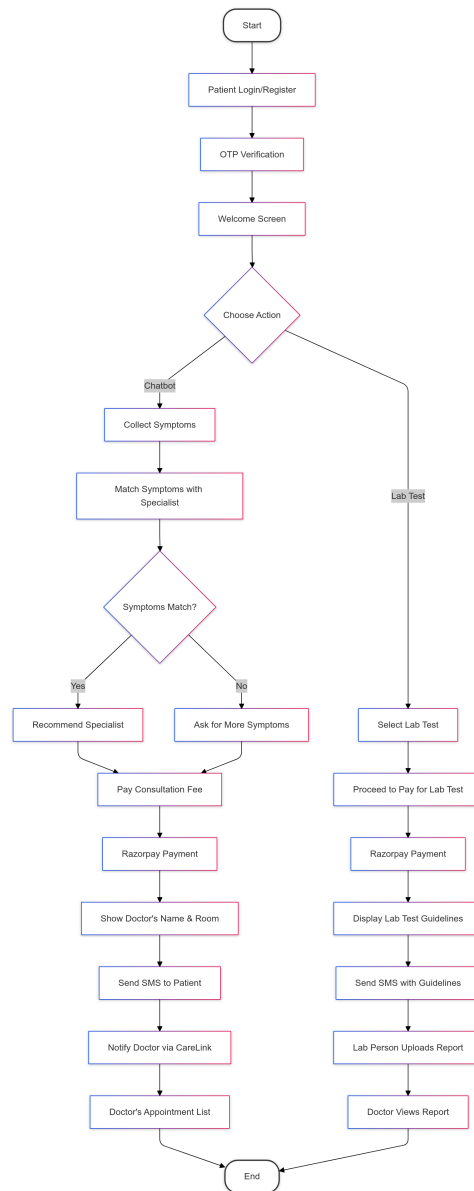 Start
Patient Login/Register
OTP Verification
Welcome Screen
Choose Action
Chatbot
Collect Symptoms
Match Symptoms with
Specialist
Lab Test
Symptoms Match?
Yes
No
Recommend Specialist
Ask for More Symptoms
Select Lab Test
Pay Consultation Fee
Proceed to Pay for Lab Test
Razorpay Payment
Razorpay Payment
Show Doctor's Name & Room
Display Lab Test Guidelines
Send SMS to Patient
Send SMS with Guidelines
Notify Doctor via CareLink
Lab Person Uploads Report
Doctor's Appointment List
Doctor Views Report
End